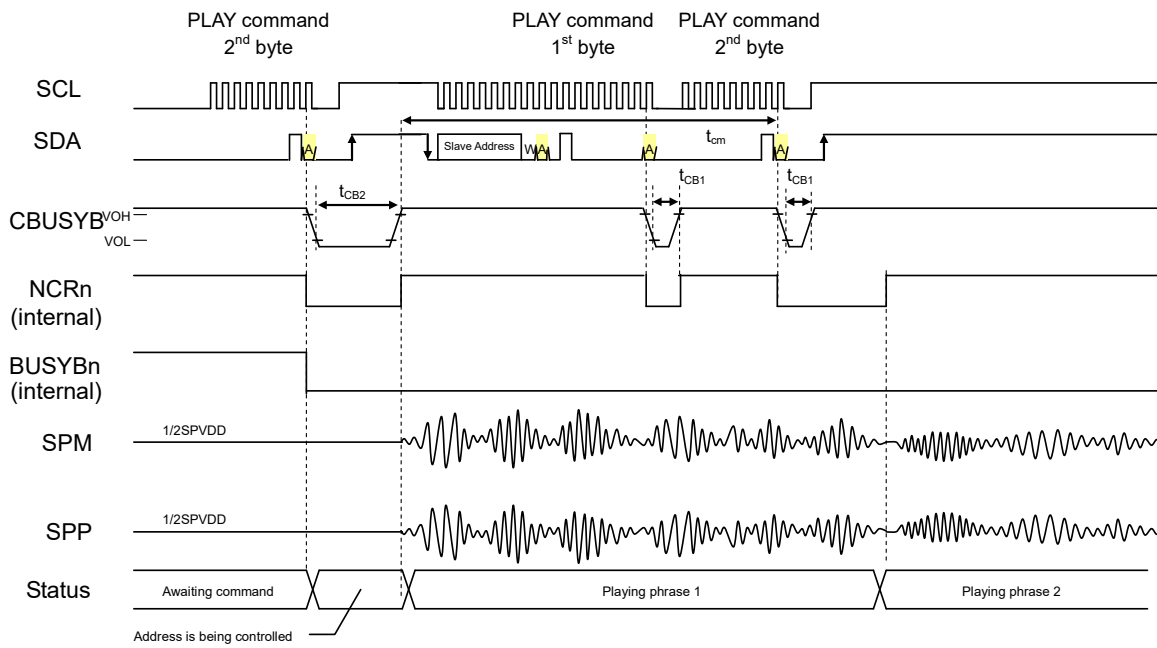 PLAY command
2nd byte
PLAY command
1st byte
PLAY command
2nd byte
SCL
SDA
A
Slave Address
W
A
A
tcm
A
tCB2
tCB1
tCB1
CBUSYB
VOH
VOL
NCRn
(internal)
BUSYBn
(internal)
SPM
1/2SPVDD
SPP
1/2SPVDD
Status
Awaiting command
Playing phrase 1
Playing phrase 2
Address is being controlled